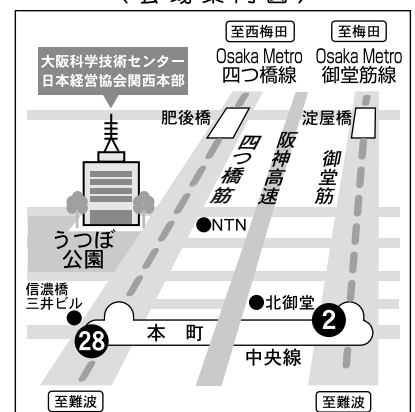 (会場案内図)
至西梅田
至梅田
Osaka Metro
四つ橋線
Osaka Metro
御堂筋線
大阪科学技術センター
日本経営協会関西本部
肥後橋
淀屋橋
四つ橋筋
阪神高速
御堂筋
NTN
うつぼ
公園
信濃橋
三井ビル
北御堂
2
28
本町
中央線
至難波
至難波